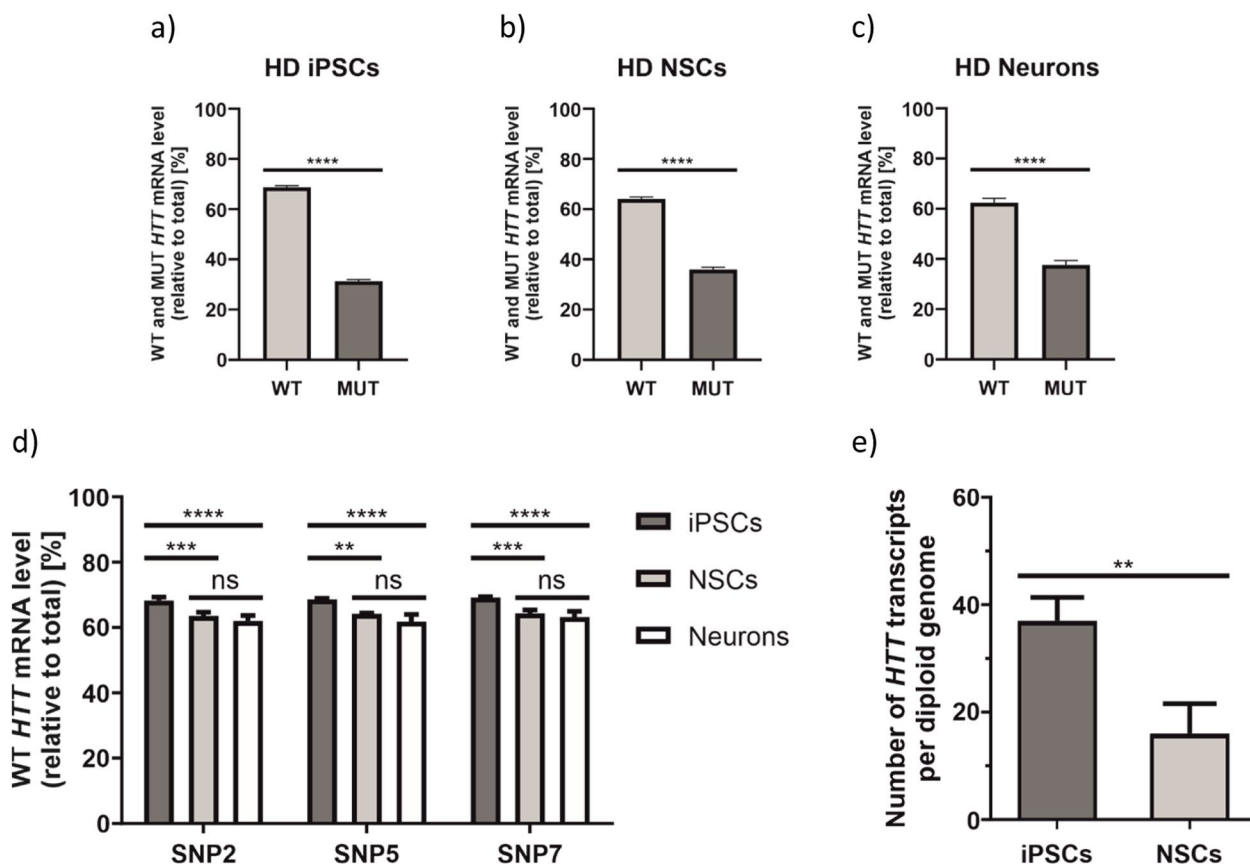 a)
HD iPSCs
WT and MUT HTT mRNA level
(relative to total) [%]
100
80
60
40
20
0
****
WT
MUT
b)
HD NSCs
WT and MUT HTT mRNA level
(relative to total) [%]
100
80
60
40
20
0
****
WT
MUT
c)
HD Neurons
WT and MUT HTT mRNA level
(relative to total) [%]
100
80
60
40
20
0
****
WT
MUT
d)
WT HTT mRNA level
(relative to total) [%]
100
80
60
40
20
0
****
***
ns
****
**
ns
****
***
ns
SNP2
SNP5
SNP7
iPSCs
NSCs
Neurons
e)
Number of HTT transcripts
per diploid genome
60
40
20
0
**
iPSCs
NSCs